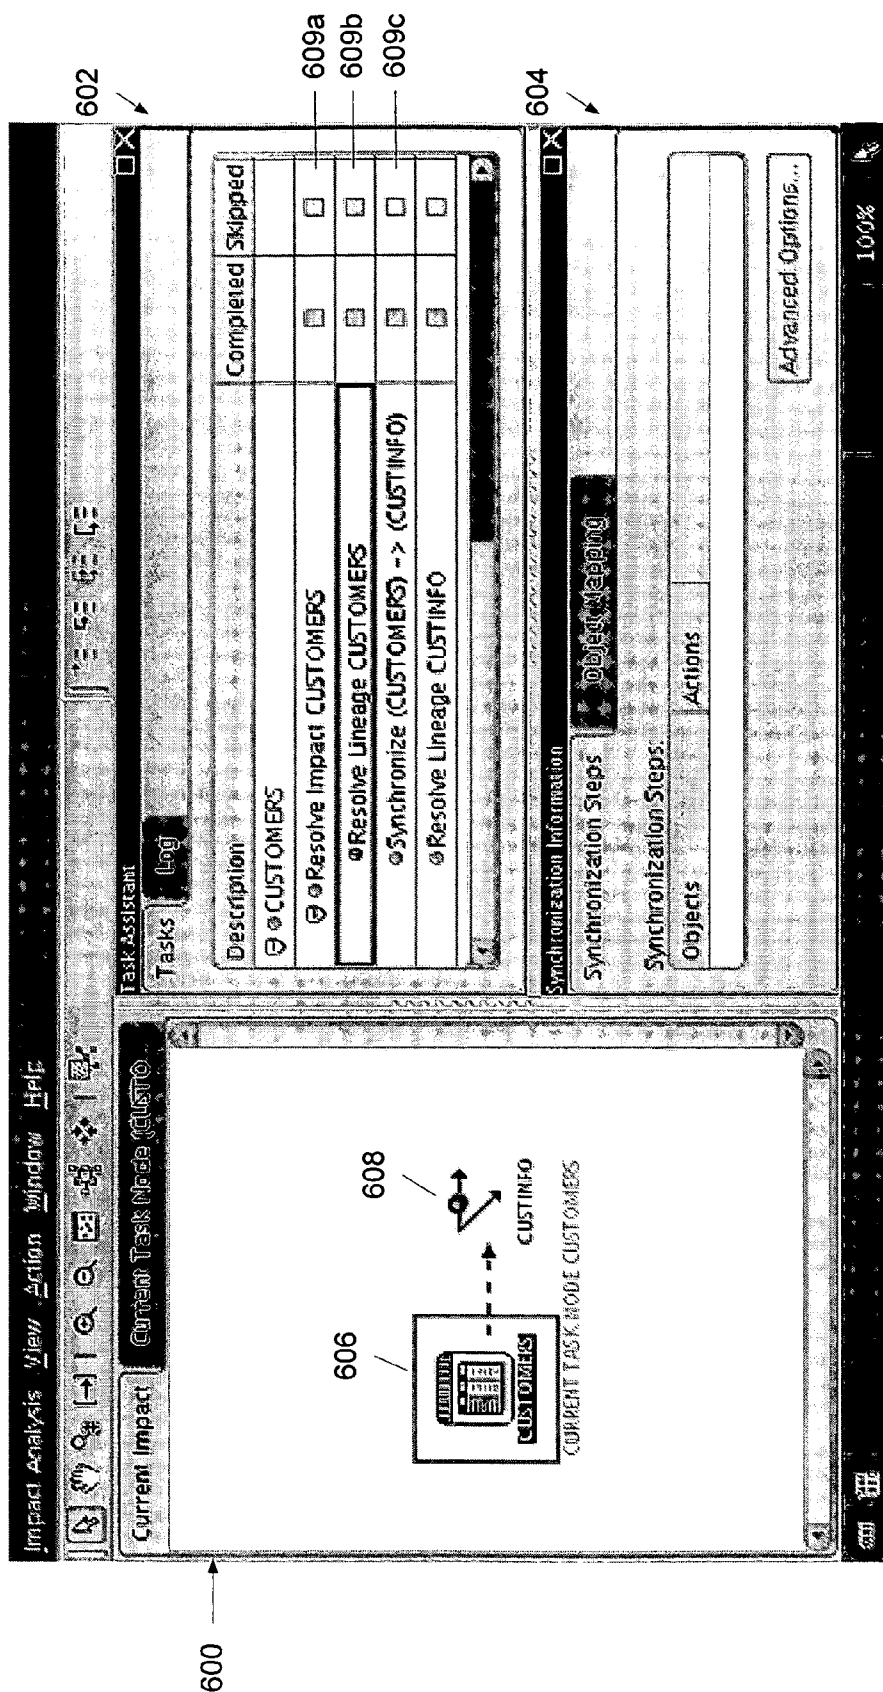 600
Impact Analysis View Action Window Help
Current Impact
Current Task Node (CUSTO...
606
608
CUSTOMERS
CUSTINFO
CURRENT TASK NODE CUSTOMERS
602
Task Assistant
Tasks
Log
Description Completed Skipped
CUSTOMERS
Resolve Impact CUSTOMERS
609a
Resolve Lineage CUSTOMERS
609b
Synchronize (CUSTOMERS) -> (CUSTINFO)
609c
Resolve Lineage CUSTINFO
604
Synchronization Information
Synchronization Steps
Object Mapping
Synchronization Steps:
Objects Actions
Advanced Options...
100%